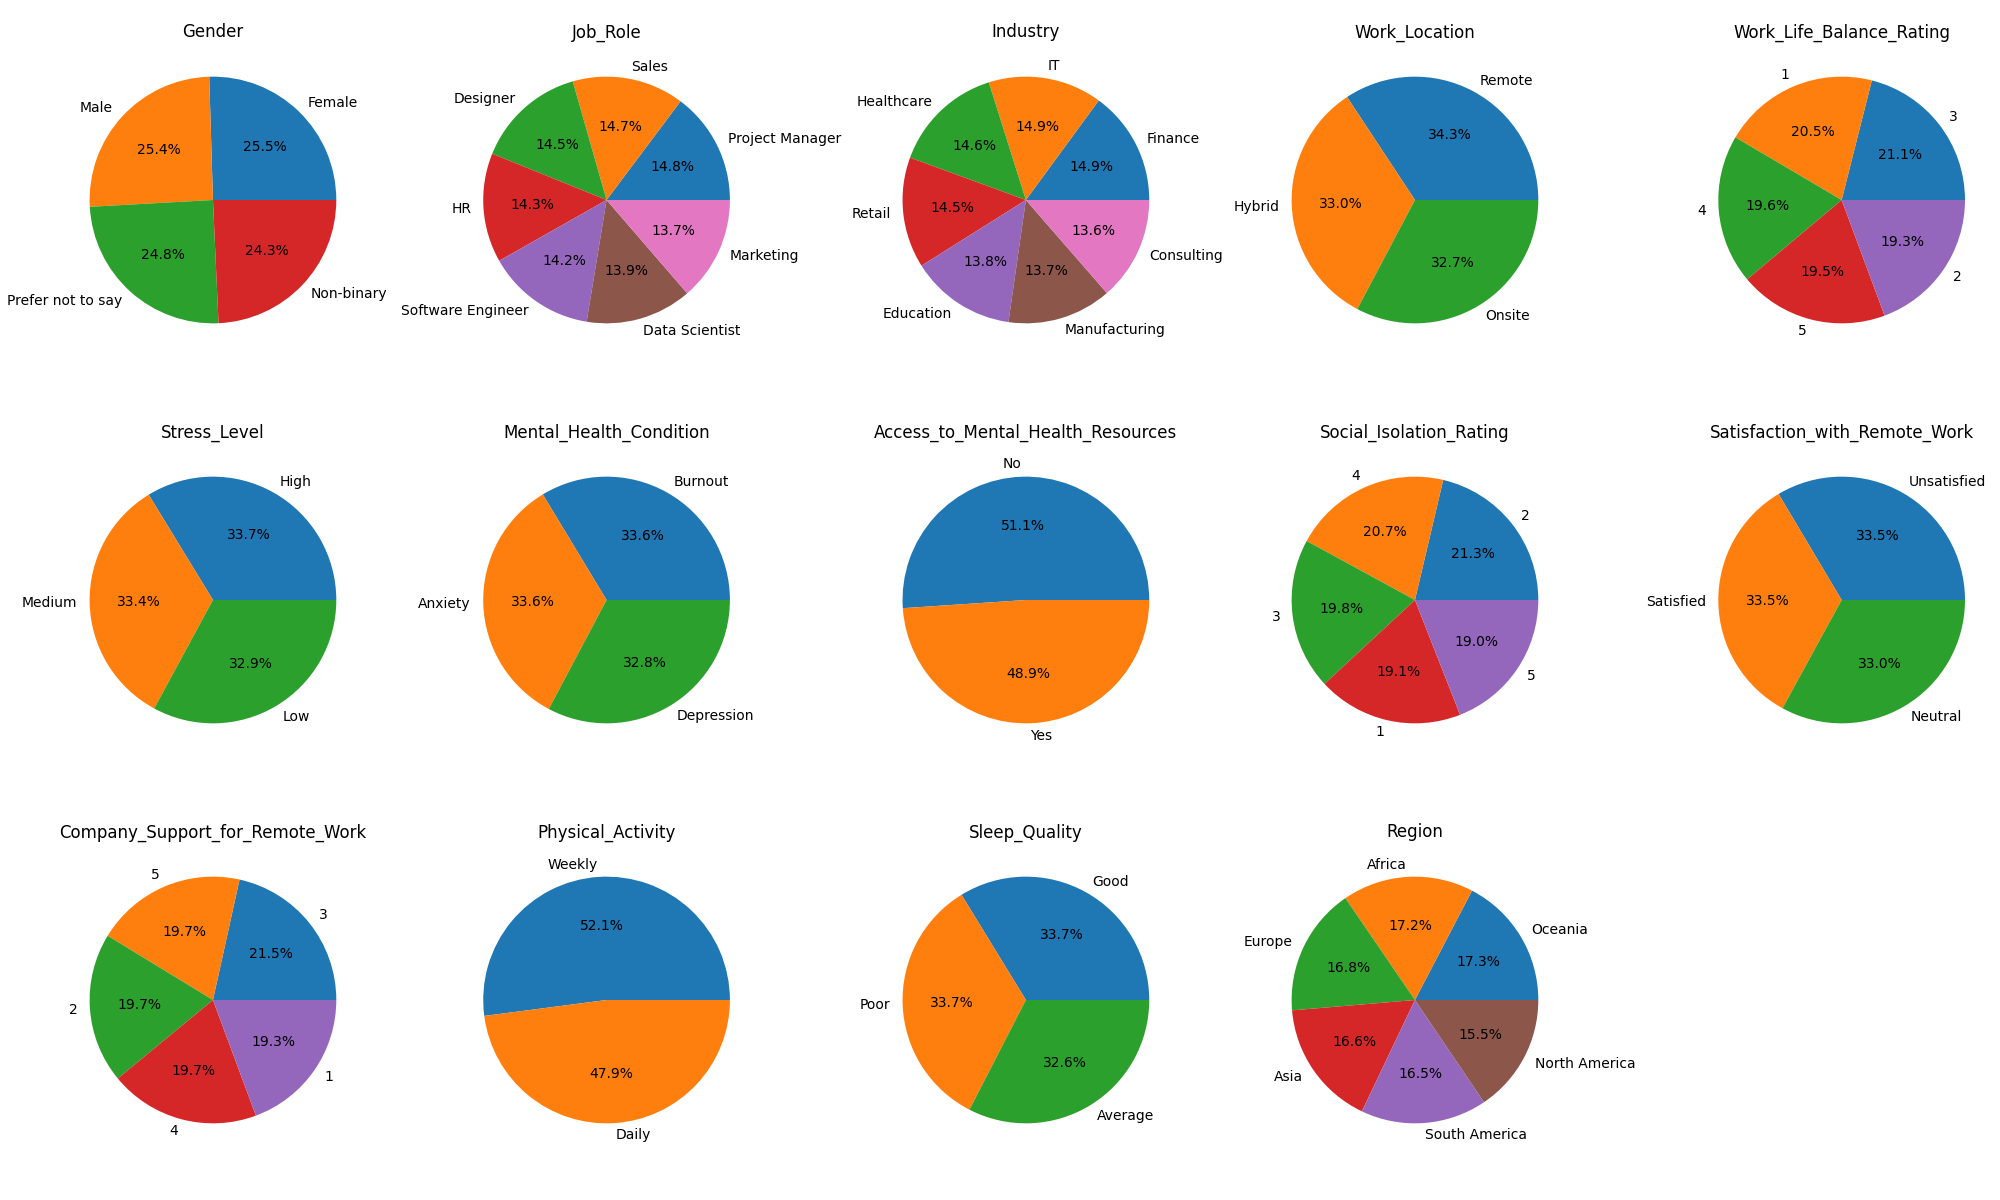 Gender
Female
25.5%
Male
25.4%
Prefer not to say
24.8%
Non-binary
24.3%
Job_Role
Project Manager
14.8%
Sales
14.7%
Designer
14.5%
HR
14.3%
Software Engineer
14.2%
Data Scientist
13.9%
Marketing
13.7%
Industry
Finance
14.9%
IT
14.9%
Healthcare
14.6%
Retail
14.5%
Education
13.8%
Manufacturing
13.7%
Consulting
13.6%
Work_Location
Remote
34.3%
Hybrid
33.0%
Onsite
32.7%
Work_Life_Balance_Rating
3
21.1%
1
20.5%
4
19.6%
5
19.5%
2
19.3%
Stress_Level
High
33.7%
Medium
33.4%
Low
32.9%
Mental_Health_Condition
Burnout
33.6%
Anxiety
33.6%
Depression
32.8%
Access_to_Mental_Health_Resources
No
51.1%
Yes
48.9%
Social_Isolation_Rating
2
21.3%
4
20.7%
3
19.8%
1
19.1%
5
19.0%
Satisfaction_with_Remote_Work
Unsatisfied
33.5%
Satisfied
33.5%
Neutral
33.0%
Company_Support_for_Remote_Work
3
21.5%
5
19.7%
2
19.7%
4
19.7%
1
19.3%
Physical_Activity
Weekly
52.1%
Daily
47.9%
Sleep_Quality
Good
33.7%
Poor
33.7%
Average
32.6%
Region
Oceania
17.3%
Africa
17.2%
Europe
16.8%
Asia
16.6%
South America
16.5%
North America
15.5%